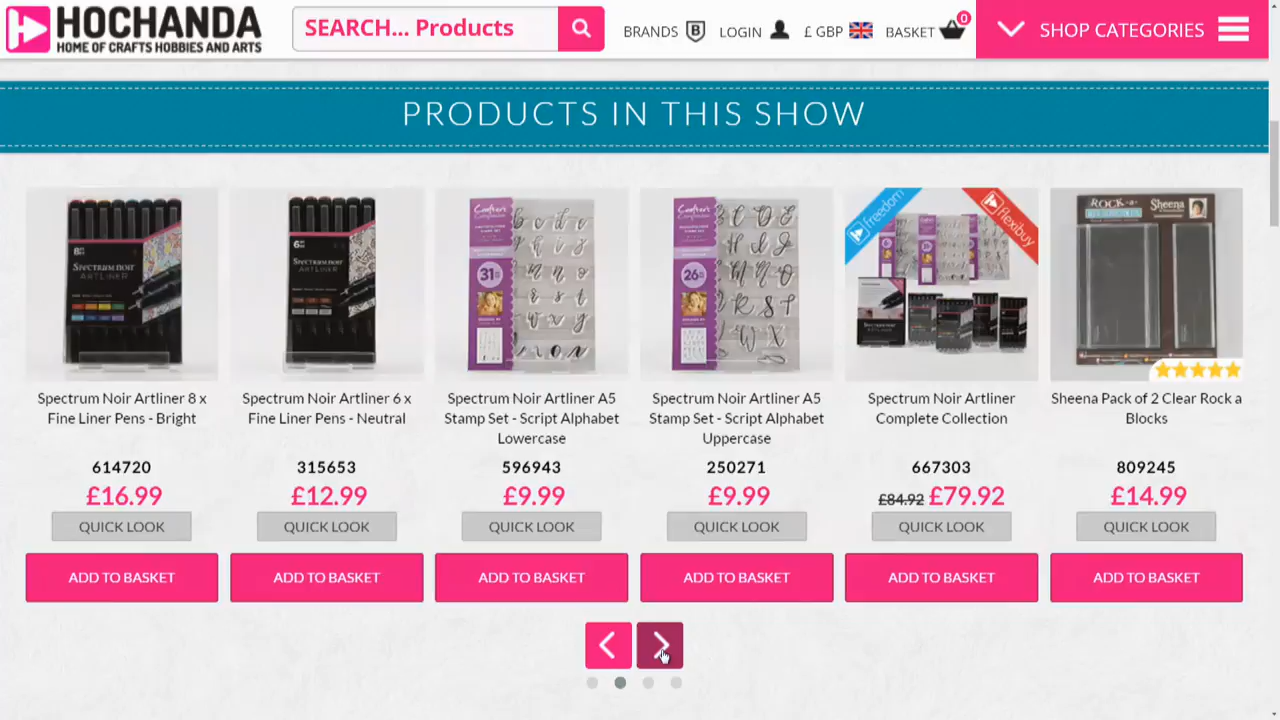 HOCHANDA
HOME OF CRAFTS HOBBIES AND ARTS
SEARCH... Products
BRANDS B
LOGIN
£ GBP
BASKET 0
SHOP CATEGORIES
PRODUCTS IN THIS SHOW
Spectrum Noir Artliner 8 x
Fine Liner Pens - Bright
614720
£16.99
QUICK LOOK
ADD TO BASKET
Spectrum Noir Artliner 6 x
Fine Liner Pens - Neutral
315653
£12.99
QUICK LOOK
ADD TO BASKET
31
Spectrum Noir Artliner A5
Stamp Set - Script Alphabet
Lowercase
596943
£9.99
QUICK LOOK
ADD TO BASKET
26
Spectrum Noir Artliner A5
Stamp Set - Script Alphabet
Uppercase
250271
£9.99
QUICK LOOK
ADD TO BASKET
freedom
flexibuy
Spectrum Noir Artliner
Complete Collection
667303
£84.92 £79.92
QUICK LOOK
ADD TO BASKET
ROCK-a-
Sheena
Sheena Pack of 2 Clear Rock a
Blocks
809245
£14.99
QUICK LOOK
ADD TO BASKET